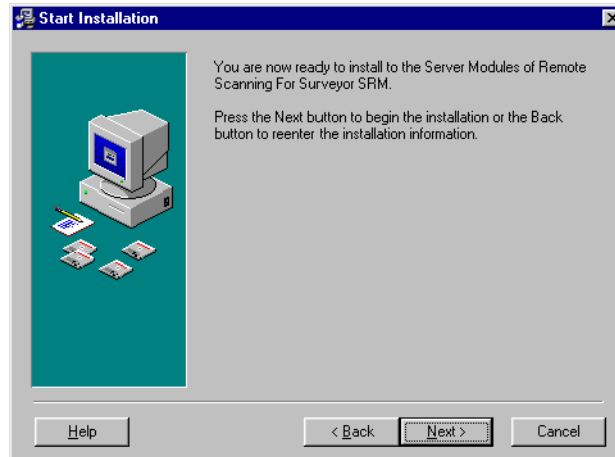 Start Installation
You are now ready to install to the Server Modules of Remote
Scanning For Surveyor SRM.
Press the Next button to begin the installation or the Back
button to reenter the installation information.
Help
< Back
Next >
Cancel